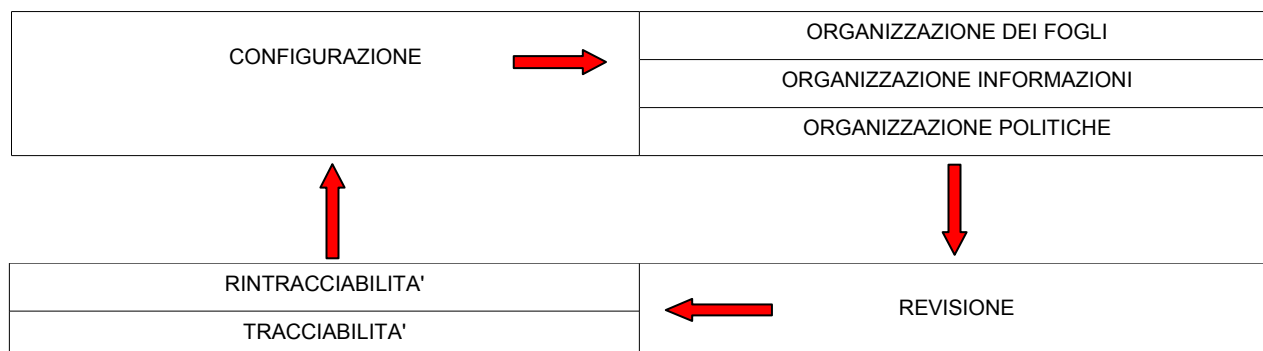 CONFIGURAZIONE
ORGANIZZAZIONE DEI FOGLI
ORGANIZZAZIONE INFORMAZIONI
ORGANIZZAZIONE POLITICHE
RINTRACCIABILITA'
TRACCIABILITA'
REVISIONE